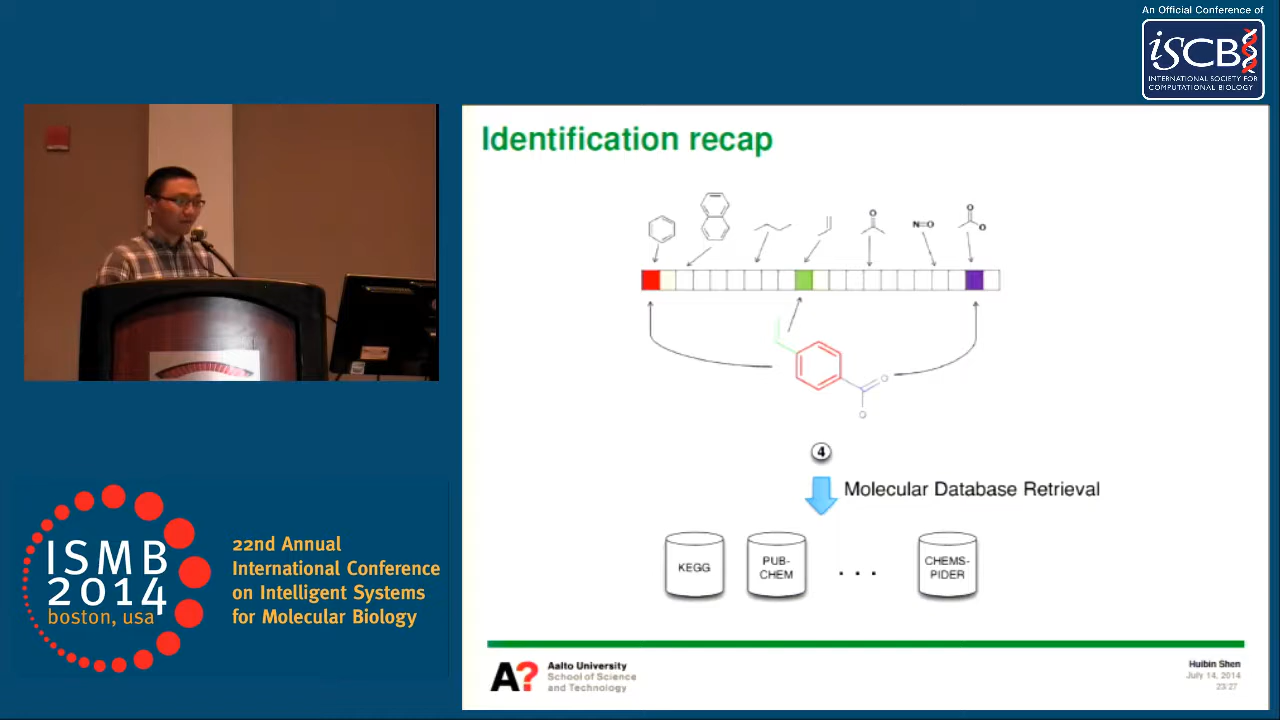 An Official Conference of
iSCB
INTERNATIONAL SOCIETY FOR
COMPUTATIONAL BIOLOGY
Identification recap
O
N=O
O
O
O
O
4
Molecular Database Retrieval
KEGG
PUB-
CHEM
. . .
CHEMS-
PIDER
ISMB
2014
boston, usa
22nd Annual
International Conference
on Intelligent Systems
for Molecular Biology
A?
Aalto University
School of Science
and Technology
Huibin Shen
July 14, 2014
23/27